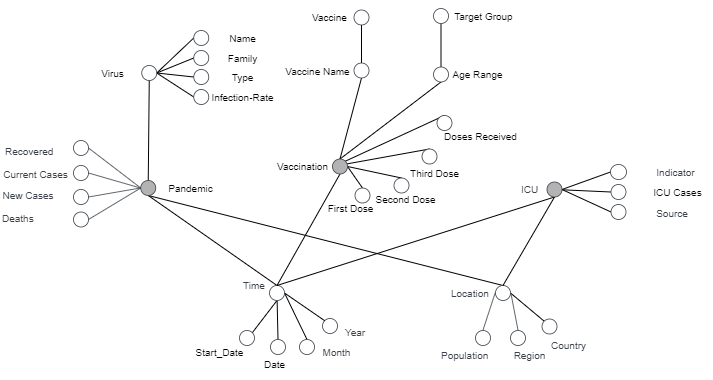 Vaccine
Target Group
Name
Family
Type
Infection-Rate
Virus
Vaccine Name
Age Range
Doses Received
Recovered
Current Cases
New Cases
Deaths
Pandemic
Vaccination
Third Dose
Second Dose
First Dose
ICU
Indicator
ICU Cases
Source
Time
Location
Start_Date
Date
Month
Year
Population
Region
Country